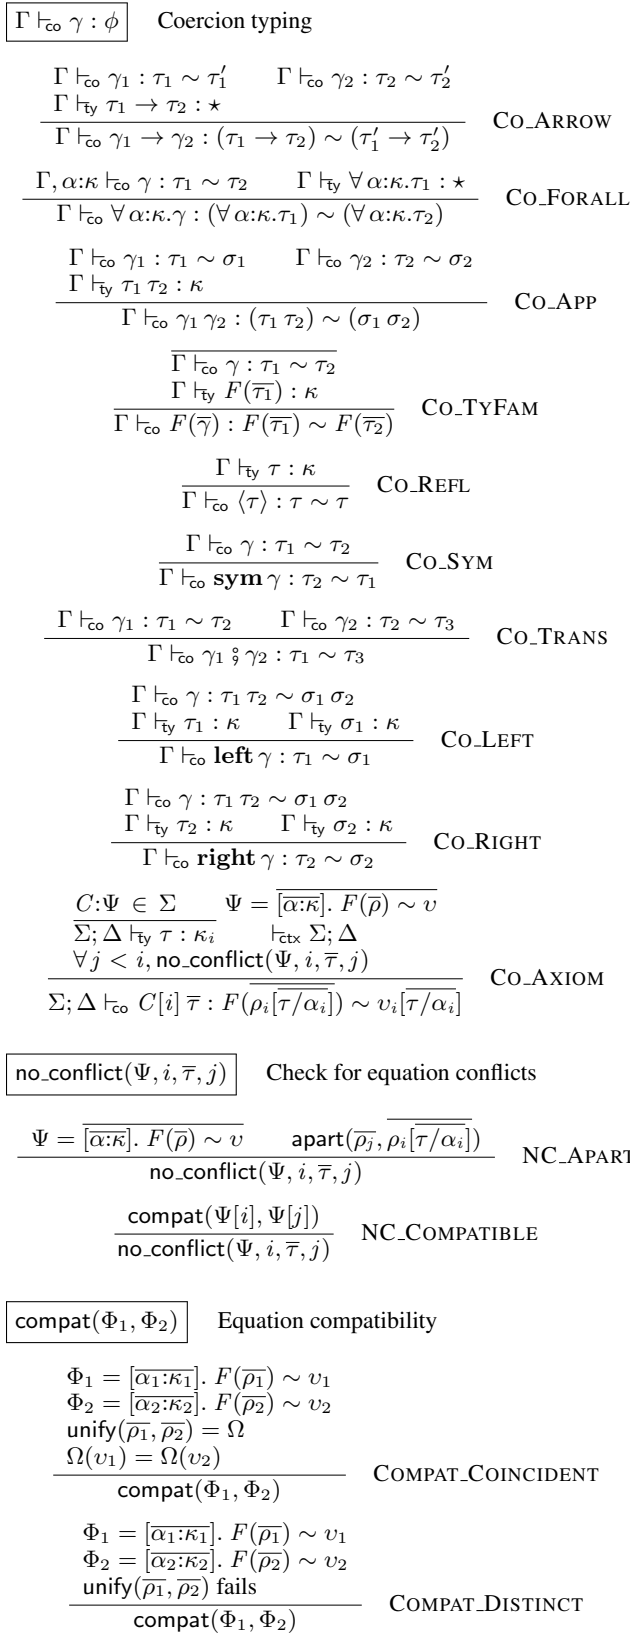 Γ ⊢co γ : ϕ Coercion typing
Γ ⊢co γ1 : τ1 ∼ τ1′ Γ ⊢co γ2 : τ2 ∼ τ2′
Γ ⊢ty τ1 → τ2 : ⋆
Γ ⊢co γ1 → γ2 : (τ1 → τ2) ∼ (τ1′ → τ2′) CO_ARROW
Γ, α:κ ⊢co γ : τ1 ∼ τ2 Γ ⊢ty ∀ α:κ.τ1 : ⋆
Γ ⊢co ∀ α:κ.γ : (∀ α:κ.τ1) ∼ (∀ α:κ.τ2) CO_FORALL
Γ ⊢co γ1 : τ1 ∼ σ1 Γ ⊢co γ2 : τ2 ∼ σ2
Γ ⊢ty τ1 τ2 : κ
Γ ⊢co γ1 γ2 : (τ1 τ2) ∼ (σ1 σ2) CO_APP
Γ ⊢co γ : τ1 ∼ τ2
Γ ⊢ty F(τ1) : κ
Γ ⊢co F(γ) : F(τ1) ∼ F(τ2) CO_TYFAM
Γ ⊢ty τ : κ
Γ ⊢co ⟨τ⟩ : τ ∼ τ CO_REFL
Γ ⊢co γ : τ1 ∼ τ2
Γ ⊢co sym γ : τ2 ∼ τ1 CO_SYM
Γ ⊢co γ1 : τ1 ∼ τ2 Γ ⊢co γ2 : τ2 ∼ τ3
Γ ⊢co γ1 ⨟ γ2 : τ1 ∼ τ3 CO_TRANS
Γ ⊢co γ : τ1 τ2 ∼ σ1 σ2
Γ ⊢ty τ1 : κ Γ ⊢ty σ1 : κ
Γ ⊢co left γ : τ1 ∼ σ1 CO_LEFT
Γ ⊢co γ : τ1 τ2 ∼ σ1 σ2
Γ ⊢ty τ2 : κ Γ ⊢ty σ2 : κ
Γ ⊢co right γ : τ2 ∼ σ2 CO_RIGHT
C:Ψ ∈ Σ Ψ = [α:κ]. F(ρ) ∼ υ
Σ; Δ ⊢ty τ : κi ⊢ctx Σ; Δ
∀ j < i, no_conflict(Ψ, i, τ, j)
Σ; Δ ⊢co C[i] τ : F(ρi[τ/αi]) ∼ υi[τ/αi] CO_AXIOM
no_conflict(Ψ, i, τ, j) Check for equation conflicts
Ψ = [α:κ]. F(ρ) ∼ υ apart(ρj, ρi[τ/αi])
no_conflict(Ψ, i, τ, j) NC_APART
compat(Ψ[i], Ψ[j])
no_conflict(Ψ, i, τ, j) NC_COMPATIBLE
compat(Φ1, Φ2) Equation compatibility
Φ1 = [α1:κ1]. F(ρ1) ∼ υ1
Φ2 = [α2:κ2]. F(ρ2) ∼ υ2
unify(ρ1, ρ2) = Ω
Ω(υ1) = Ω(υ2)
compat(Φ1, Φ2) COMPAT_COINCIDENT
Φ1 = [α1:κ1]. F(ρ1) ∼ υ1
Φ2 = [α2:κ2]. F(ρ2) ∼ υ2
unify(ρ1, ρ2) fails
compat(Φ1, Φ2) COMPAT_DISTINCT